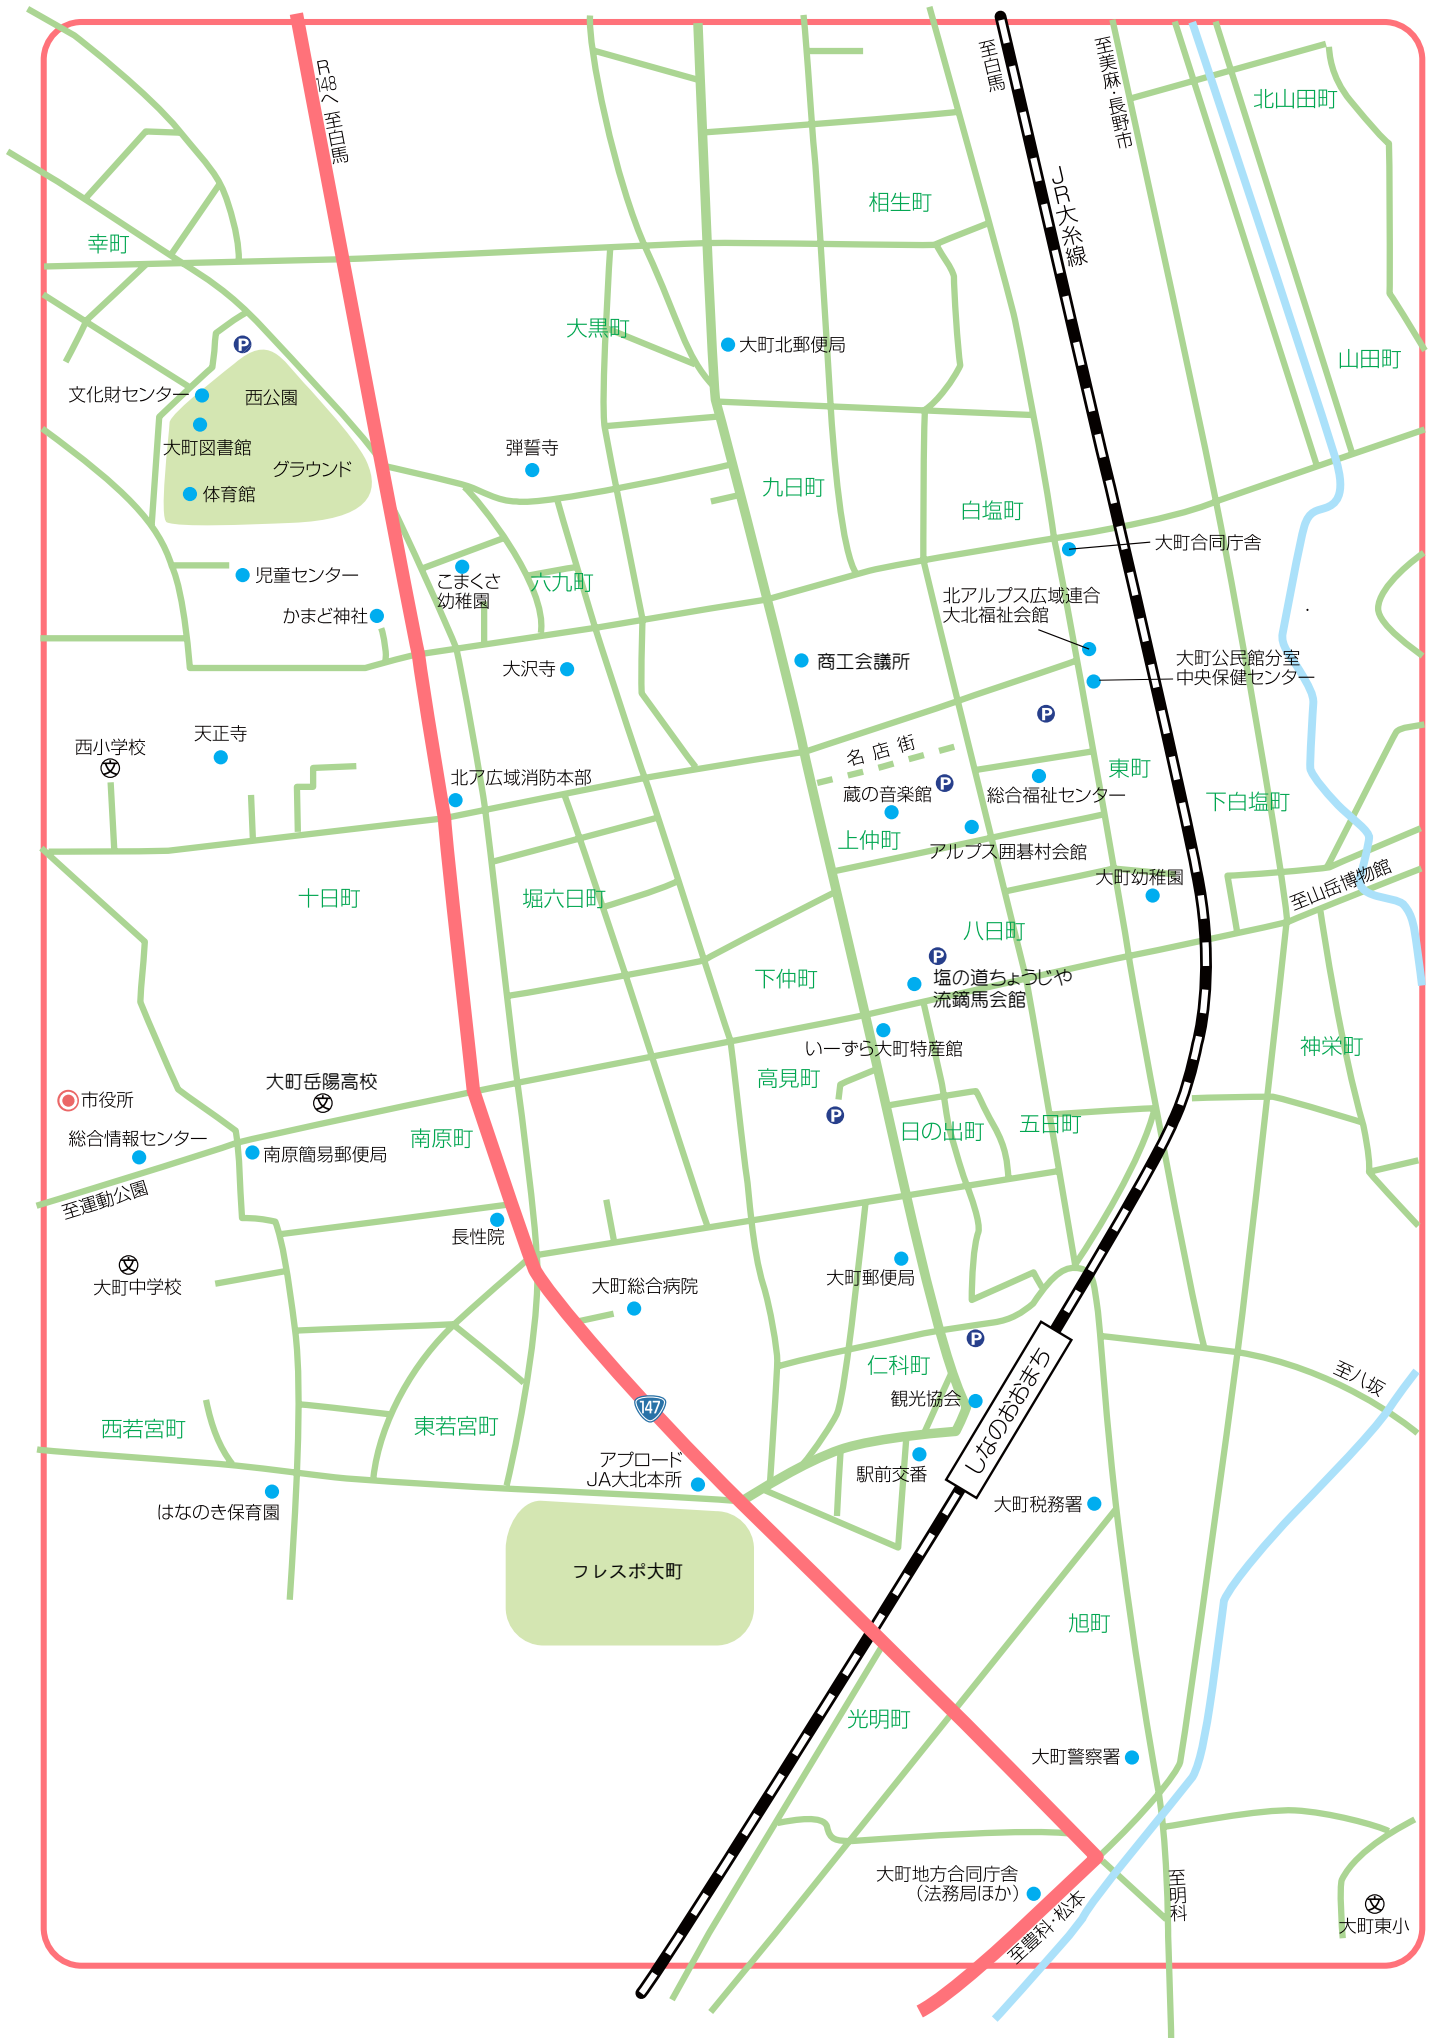 R148へ 至白馬
至白馬
至美麻・長野市
北山田町
JR大糸線
相生町
幸町
大黒町
大町北郵便局
山田町
P
文化財センター
西公園
大町図書館
グラウンド
体育館
弾誓寺
九日町
白塩町
大町合同庁舎
児童センター
こまくさ
幼稚園
六九町
かまど神社
北アルプス広域連合
大北福祉会館
大沢寺
商工会議所
大町公民館分室
中央保健センター
P
西小学校
文
天正寺
名店街
東町
北ア広域消防本部
P
蔵の音楽館
総合福祉センター
下白塩町
上仲町
アルプス囲碁村会館
大町幼稚園
至山岳博物館
十日町
堀六日町
八日町
P
下仲町
塩の道ちょうじや
流鏑馬会館
いーずら大町特産館
神栄町
高見町
大町岳陽高校
文
市役所
P
総合情報センター
南原簡易郵便局
南原町
日の出町
五日町
至運動公園
長性院
文
大町中学校
大町総合病院
大町郵便局
P
仁科町
観光協会
しなのおおまち
至八坂
147
西若宮町
東若宮町
アプロード
JA大北本所
駅前交番
はなのき保育園
大町税務署
フレスポ大町
旭町
光明町
大町警察署
大町地方合同庁舎
（法務局ほか）
至豊科・松本
至明科
文
大町東小